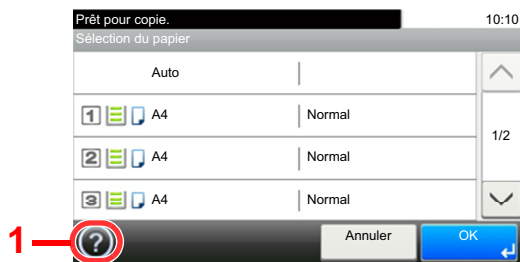 Prêt pour copie. 10:10
Sélection du papier
Auto
1 A4 Normal
2 A4 Normal
3 A4 Normal
1/2
1 ? Annuler OK